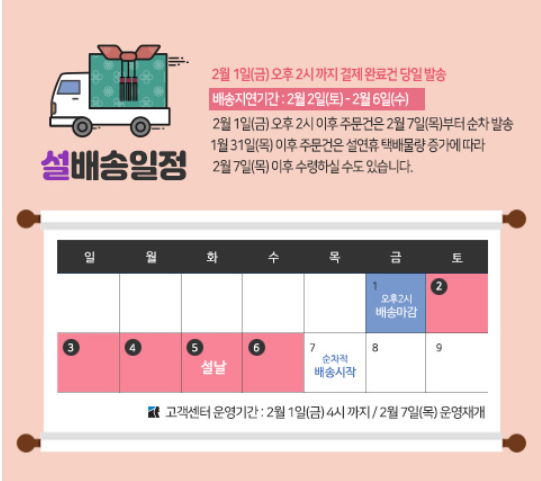 2월 1일(금) 오후 2시 까지 결제 완료건 당일 발송
배송지연기간 : 2월 2일(토) - 2월 6일(수)
2월 1일(금) 오후 2시 이후 주문건은 2월 7일(목)부터 순차 발송
1월 31일(목) 이후 주문건은 설연휴 택배물량 증가에 따라
2월 7일(목) 이후 수령하실 수도 있습니다.
설배송일정
일 월 화 수 목 금 토
1 2
오후2시
배송마감
3 4 5 6 7 8 9
설날
순차적
배송시작
고객센터 운영기간 : 2월 1일(금) 4시 까지 / 2월 7일(목) 운영재개